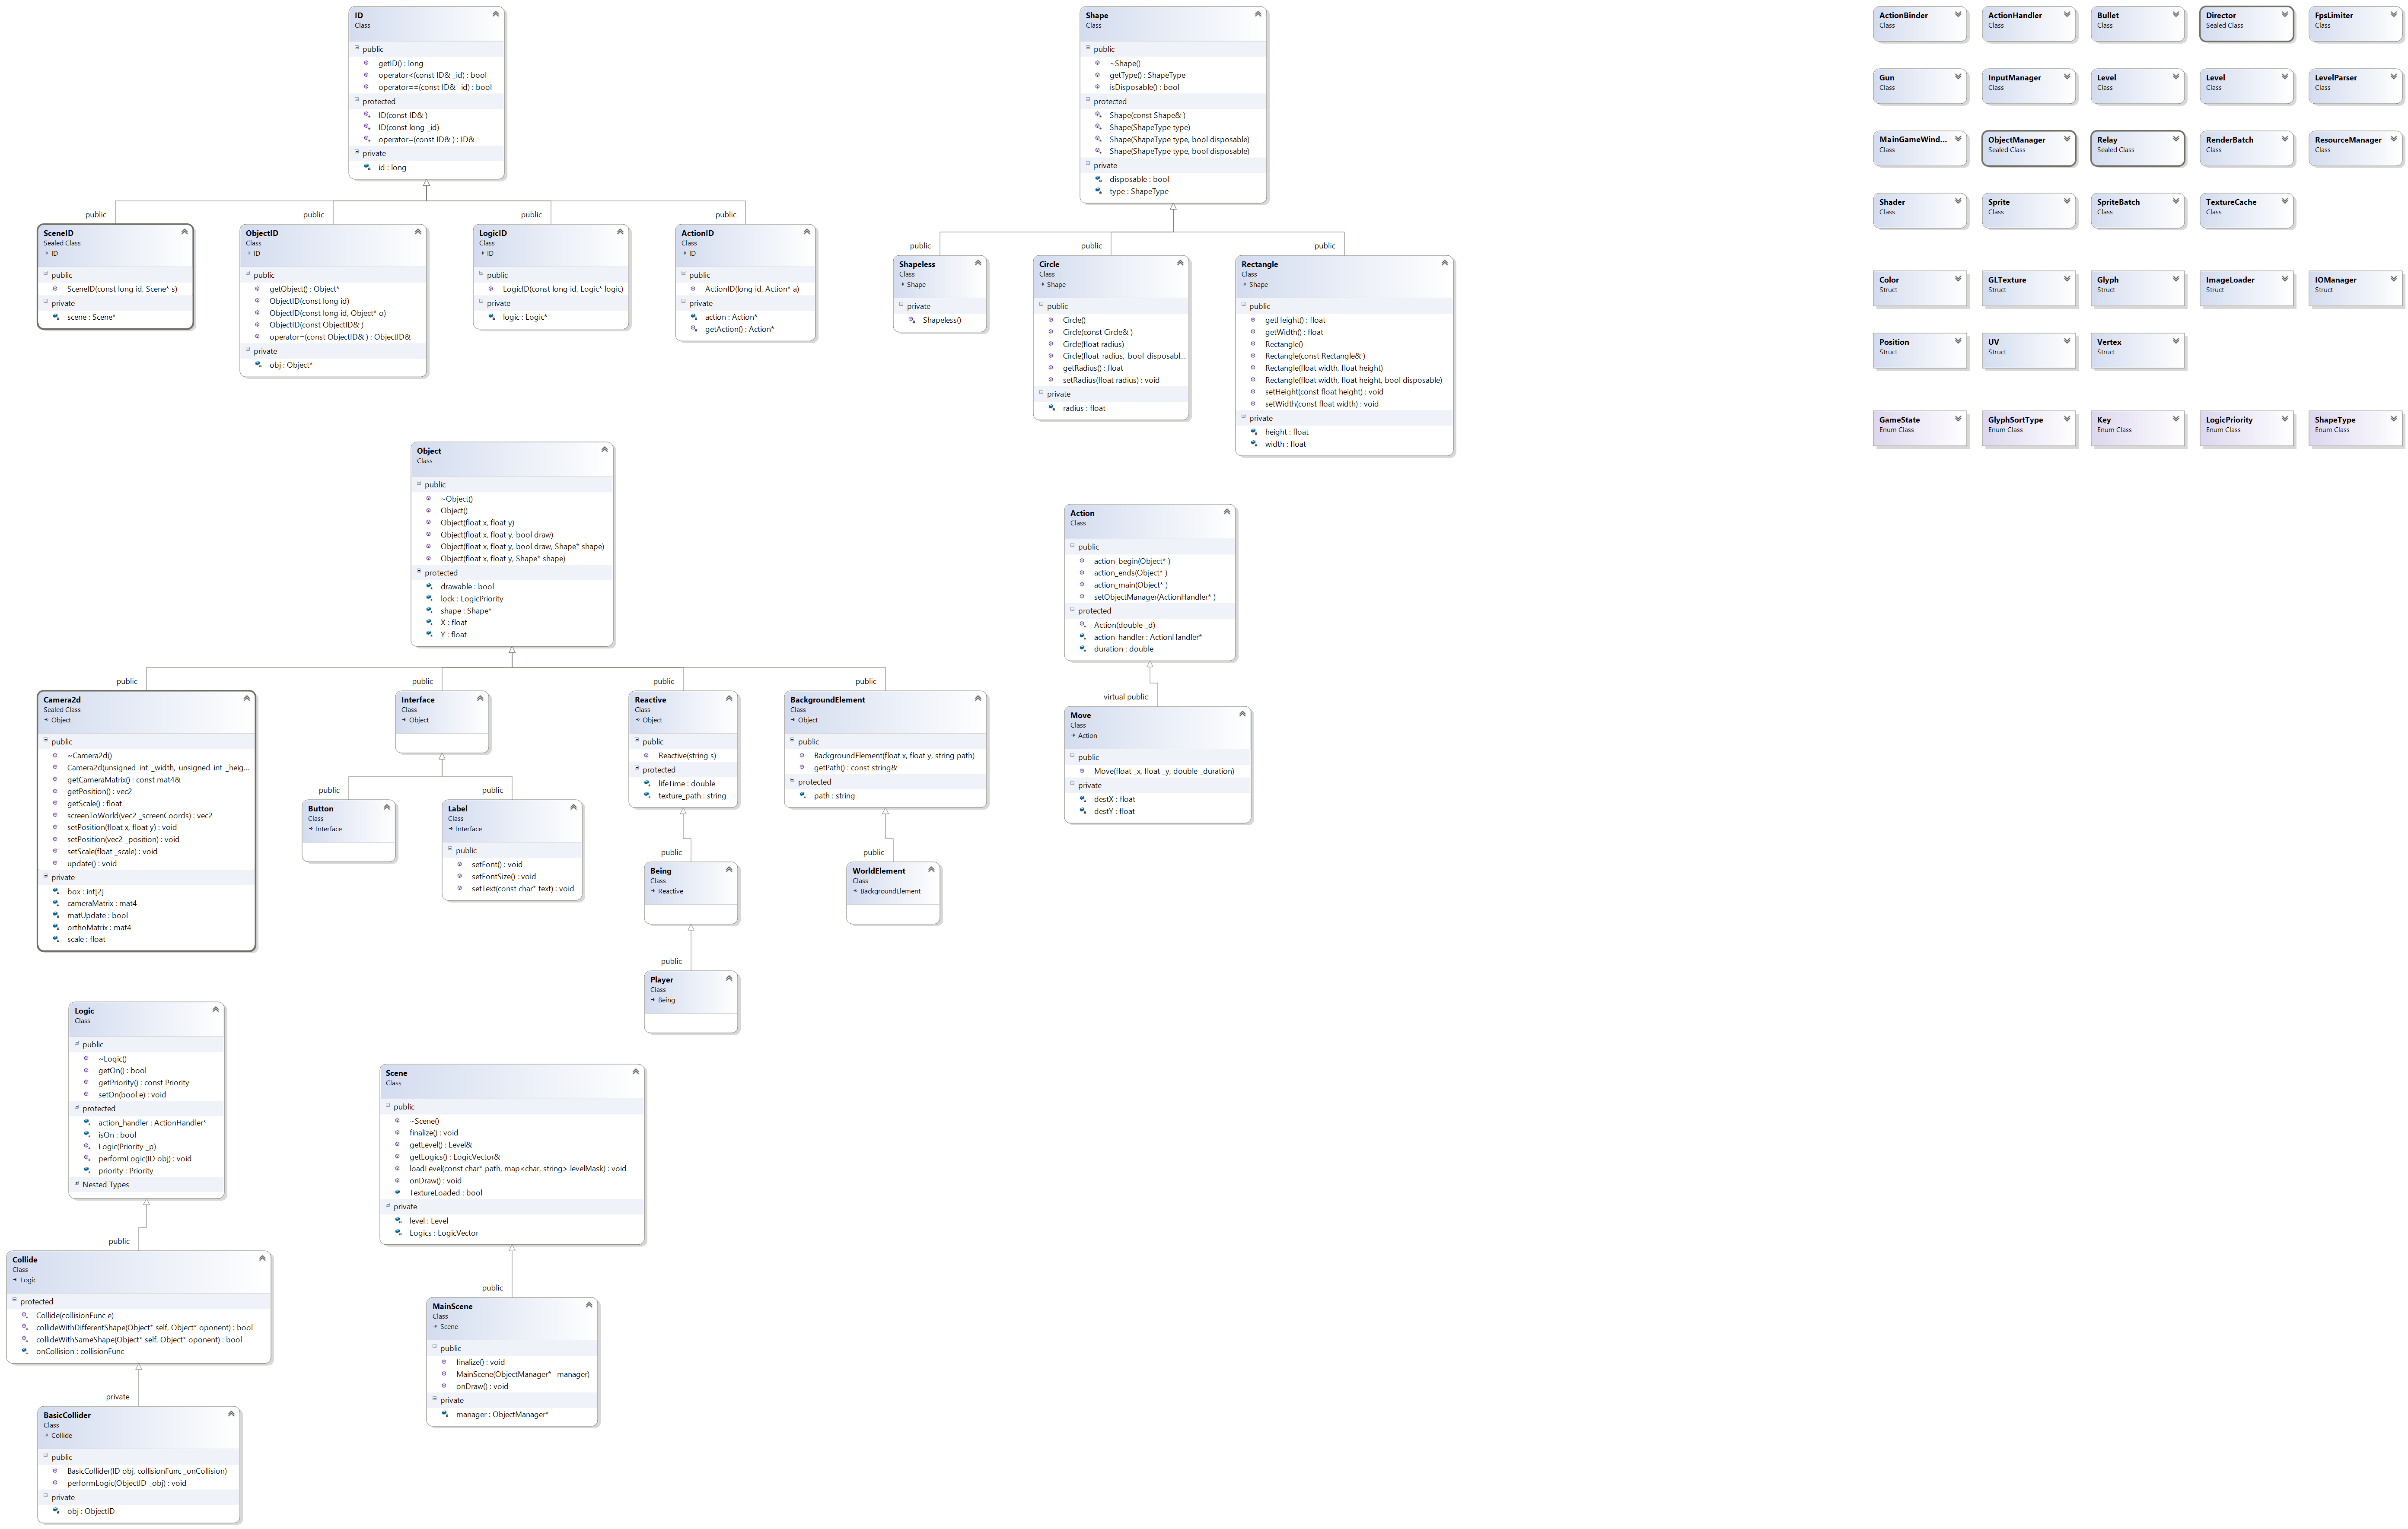 ID
Class
public
getID() : long
operator<(const ID& _id) : bool
operator==(const ID& _id) : bool
protected
ID(const ID& )
ID(const long _id)
operator=(const ID& ) : ID&
private
id : long
public
public
public
public
SceneID
Sealed Class
ID
public
SceneID(const long id, Scene* s)
private
scene : Scene*
ObjectID
Class
ID
public
getObject() : Object*
ObjectID(const long id)
ObjectID(const long id, Object* o)
ObjectID(const ObjectID& )
operator=(const ObjectID& ) : ObjectID&
private
obj : Object*
LogicID
Class
ID
public
LogicID(const long id, Logic* logic)
private
logic : Logic*
ActionID
Class
ID
public
ActionID(long id, Action* a)
private
action : Action*
getAction() : Action*
Shape
Class
public
~Shape()
getType() : ShapeType
isDisposable() : bool
protected
Shape(const Shape& )
Shape(ShapeType type)
Shape(ShapeType type, bool disposable)
Shape(ShapeType type, bool disposable)
private
disposable : bool
type : ShapeType
public
public
public
Shapeless
Class
Shape
private
Shapeless()
Circle
Class
Shape
public
Circle()
Circle(const Circle& )
Circle(float radius)
Circle(float radius, bool disposabl...
getRadius() : float
setRadius(float radius) : void
private
radius : float
Rectangle
Class
Shape
public
getHeight() : float
getWidth() : float
Rectangle()
Rectangle(const Rectangle& )
Rectangle(float width, float height)
Rectangle(float width, float height, bool disposable)
setHeight(const float height) : void
setWidth(const float width) : void
private
height : float
width : float
ActionBinder
Class
ActionHandler
Class
Bullet
Class
Director
Sealed Class
FpsLimiter
Class
Gun
Class
InputManager
Class
Level
Class
Level
Class
LevelParser
Class
MainGameWind...
Class
ObjectManager
Sealed Class
Relay
Sealed Class
RenderBatch
Class
ResourceManager
Class
Shader
Class
Sprite
Class
SpriteBatch
Class
TextureCache
Class
Color
Struct
GLTexture
Struct
Glyph
Struct
ImageLoader
Struct
IOManager
Struct
Position
Struct
UV
Struct
Vertex
Struct
GameState
Enum Class
GlyphSortType
Enum Class
Key
Enum Class
LogicPriority
Enum Class
ShapeType
Enum Class
Object
Class
public
~Object()
Object()
Object(float x, float y)
Object(float x, float y, bool draw)
Object(float x, float y, bool draw, Shape* shape)
Object(float x, float y, Shape* shape)
protected
drawable : bool
lock : LogicPriority
shape : Shape*
X : float
Y : float
public
public
public
public
Camera2d
Sealed Class
Object
public
~Camera2d()
Camera2d(unsigned int _width, unsigned int _heig...
getCameraMatrix() : const mat4&
getPosition() : vec2
getScale() : float
screenToWorld(vec2 _screenCoords) : vec2
setPosition(float x, float y) : void
setPosition(vec2 _position) : void
setScale(float _scale) : void
update() : void
private
box : int[2]
cameraMatrix : mat4
matUpdate : bool
orthoMatrix : mat4
scale : float
Interface
Class
Object
public
public
Button
Class
Interface
Label
Class
Interface
public
setFont() : void
setFontSize() : void
setText(const char* text) : void
Reactive
Class
Object
public
Reactive(string s)
protected
lifeTime : double
texture_path : string
public
Being
Class
Reactive
public
Player
Class
Being
BackgroundElement
Class
Object
public
BackgroundElement(float x, float y, string path)
getPath() : const string&
protected
path : string
public
WorldElement
Class
BackgroundElement
Action
Class
public
action_begin(Object* )
action_ends(Object* )
action_main(Object* )
setObjectManager(ActionHandler* )
protected
Action(double _d)
action_handler : ActionHandler*
duration : double
virtual public
Move
Class
Action
public
Move(float _x, float _y, double _duration)
private
destX : float
destY : float
Logic
Class
public
~Logic()
getOn() : bool
getPriority() : const Priority
setOn(bool e) : void
protected
action_handler : ActionHandler*
isOn : bool
Logic(Priority _p)
performLogic(ID obj) : void
priority : Priority
Nested Types
public
Collide
Class
Logic
protected
Collide(collisionFunc e)
collideWithDifferentShape(Object* self, Object* oponent) : bool
collideWithSameShape(Object* self, Object* oponent) : bool
onCollision : collisionFunc
private
BasicCollider
Class
Collide
public
BasicCollider(ID obj, collisionFunc _onCollision)
performLogic(ObjectID _obj) : void
private
obj : ObjectID
Scene
Class
public
~Scene()
finalize() : void
getLevel() : Level&
getLogics() : LogicVector&
loadLevel(const char* path, map<char, string> levelMask) : void
onDraw() : void
TextureLoaded : bool
private
level : Level
Logics : LogicVector
public
MainScene
Class
Scene
public
finalize() : void
MainScene(ObjectManager* _manager)
onDraw() : void
private
manager : ObjectManager*